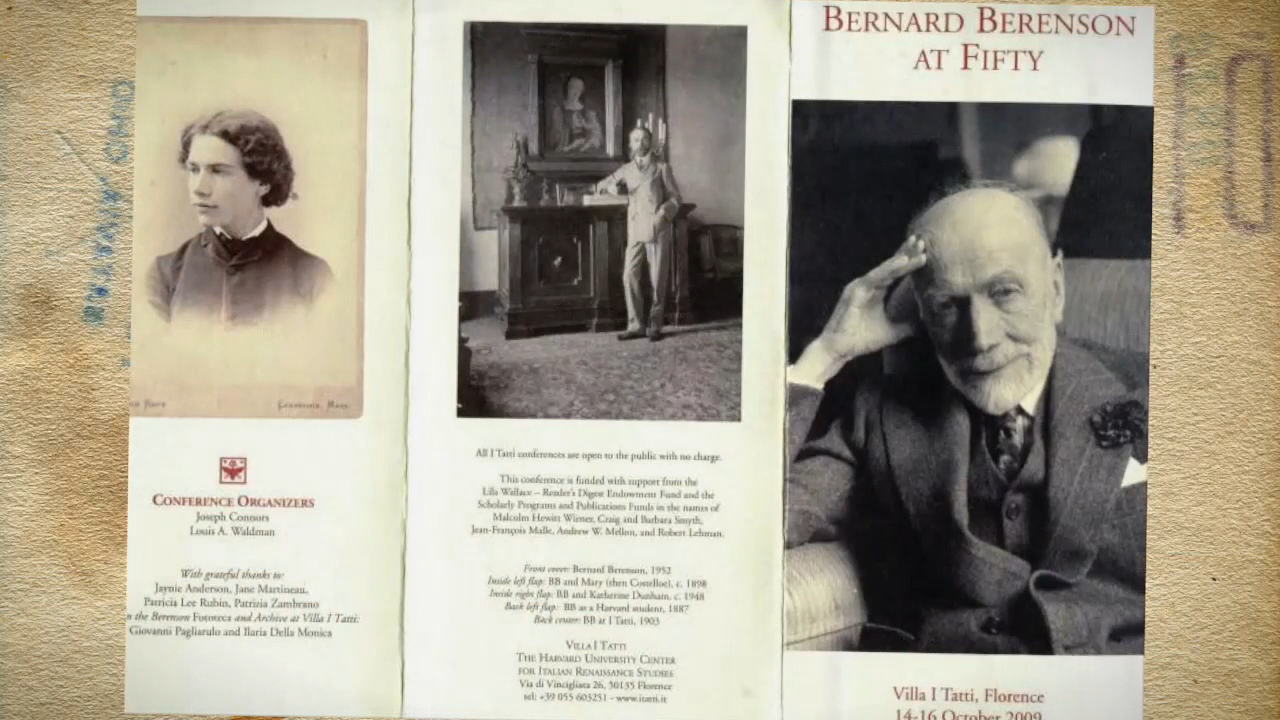 Cambridge, Mass.
CONFERENCE ORGANIZERS
Joseph Connors
Louis A. Waldman
With grateful thanks to:
Jaynie Anderson, Jane Martineau,
Patricia Lee Rubin, Patrizia Zambrano
n the Berenson Fototeca and Archive at Villa I Tatti:
Giovanni Pagliarulo and Ilaria Della Monica
All I Tatti conferences are open to the public with no charge.
This conference is funded with support from the
Lila Wallace – Reader's Digest Endowment Fund and the
Scholarly Programs and Publications Funds in the names of
Malcolm Hewitt Wiener, Craig and Barbara Smyth,
Jean-François Malle, Andrew W. Mellon, and Robert Lehman.
Front cover: Bernard Berenson, 1952
Inside left flap: BB and Mary (then Costelloe), c. 1898
Inside right flap: BB and Katherine Dunham, c. 1948
Back left flap: BB as a Harvard student, 1887
Back center: BB at I Tatti, 1903
VILLA I TATTI
THE HARVARD UNIVERSITY CENTER
FOR ITALIAN RENAISSANCE STUDIES
Via di Vincigliata 26, 50135 Florence
tel: +39 055 603251 - www.itatti.it
BERNARD BERENSON
AT FIFTY
Villa I Tatti, Florence
14-16 October 2009